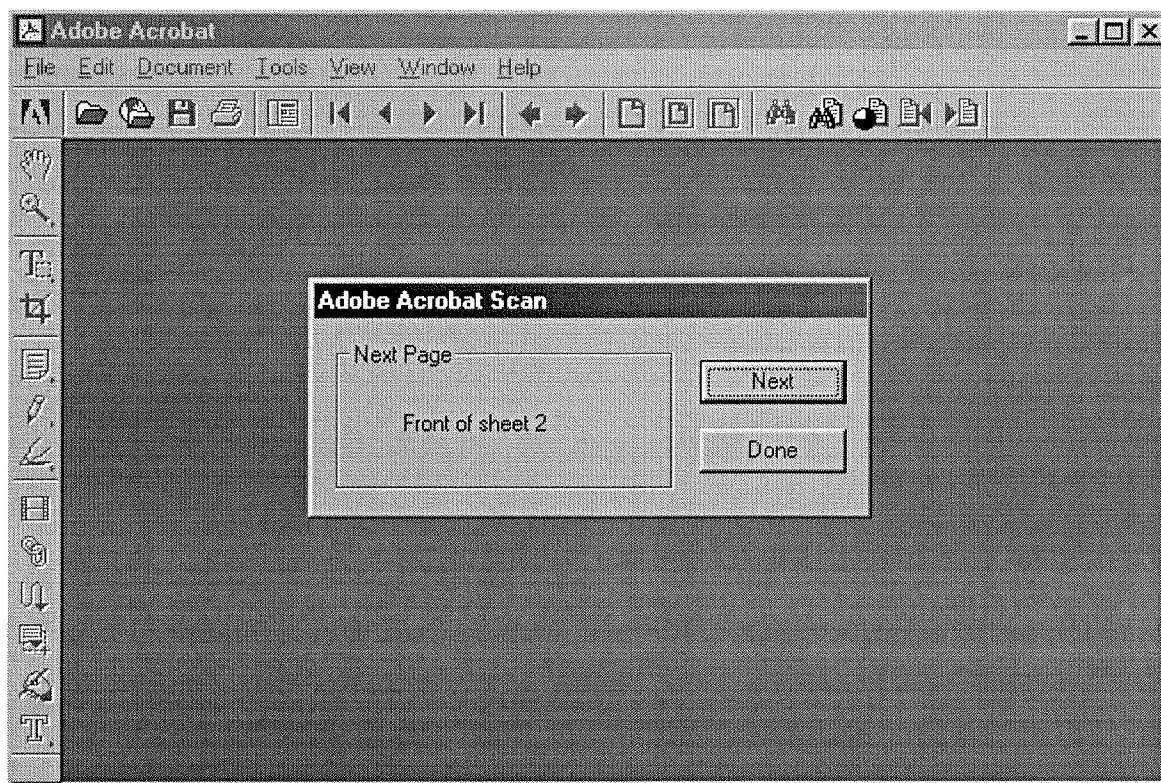 Adobe Acrobat
File Edit Document Tools View Window Help
Adobe Acrobat Scan
Next Page
Next
Front of sheet 2
Done